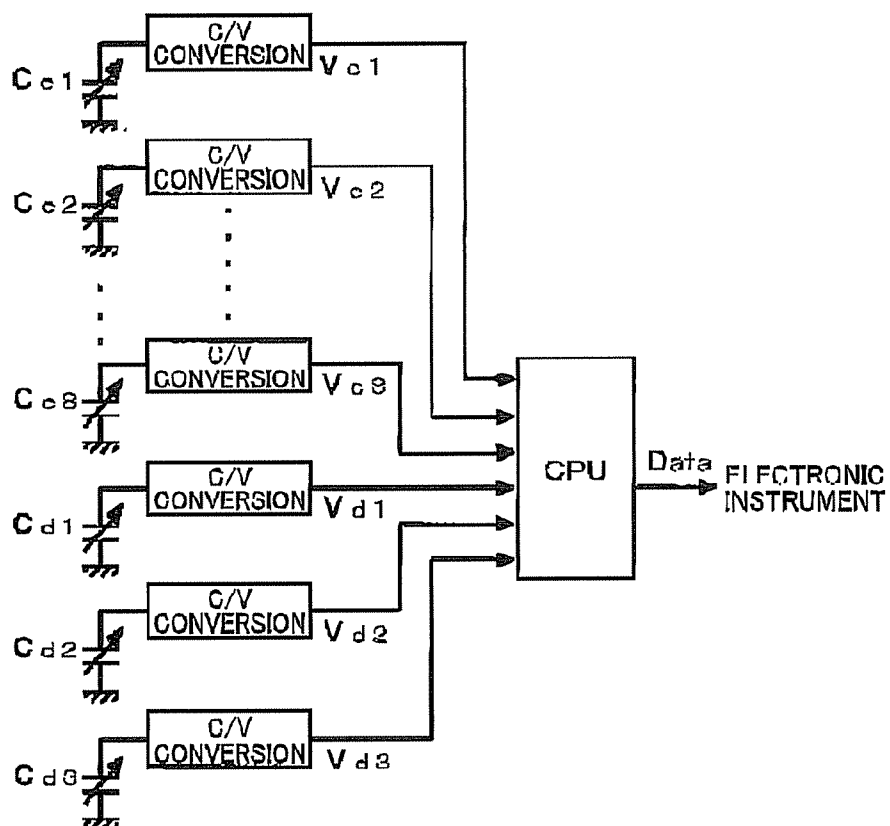 C/V
CONVERSION
Cc1
Vc1
C/V
CONVERSION
Cc2
Vc2
C/V
CONVERSION
Cc8
Vc8
C/V
CONVERSION
Cd1
Vd1
C/V
CONVERSION
Cd2
Vd2
C/V
CONVERSION
Cd3
Vd3
CPU
Data
ELECTRONIC
INSTRUMENT